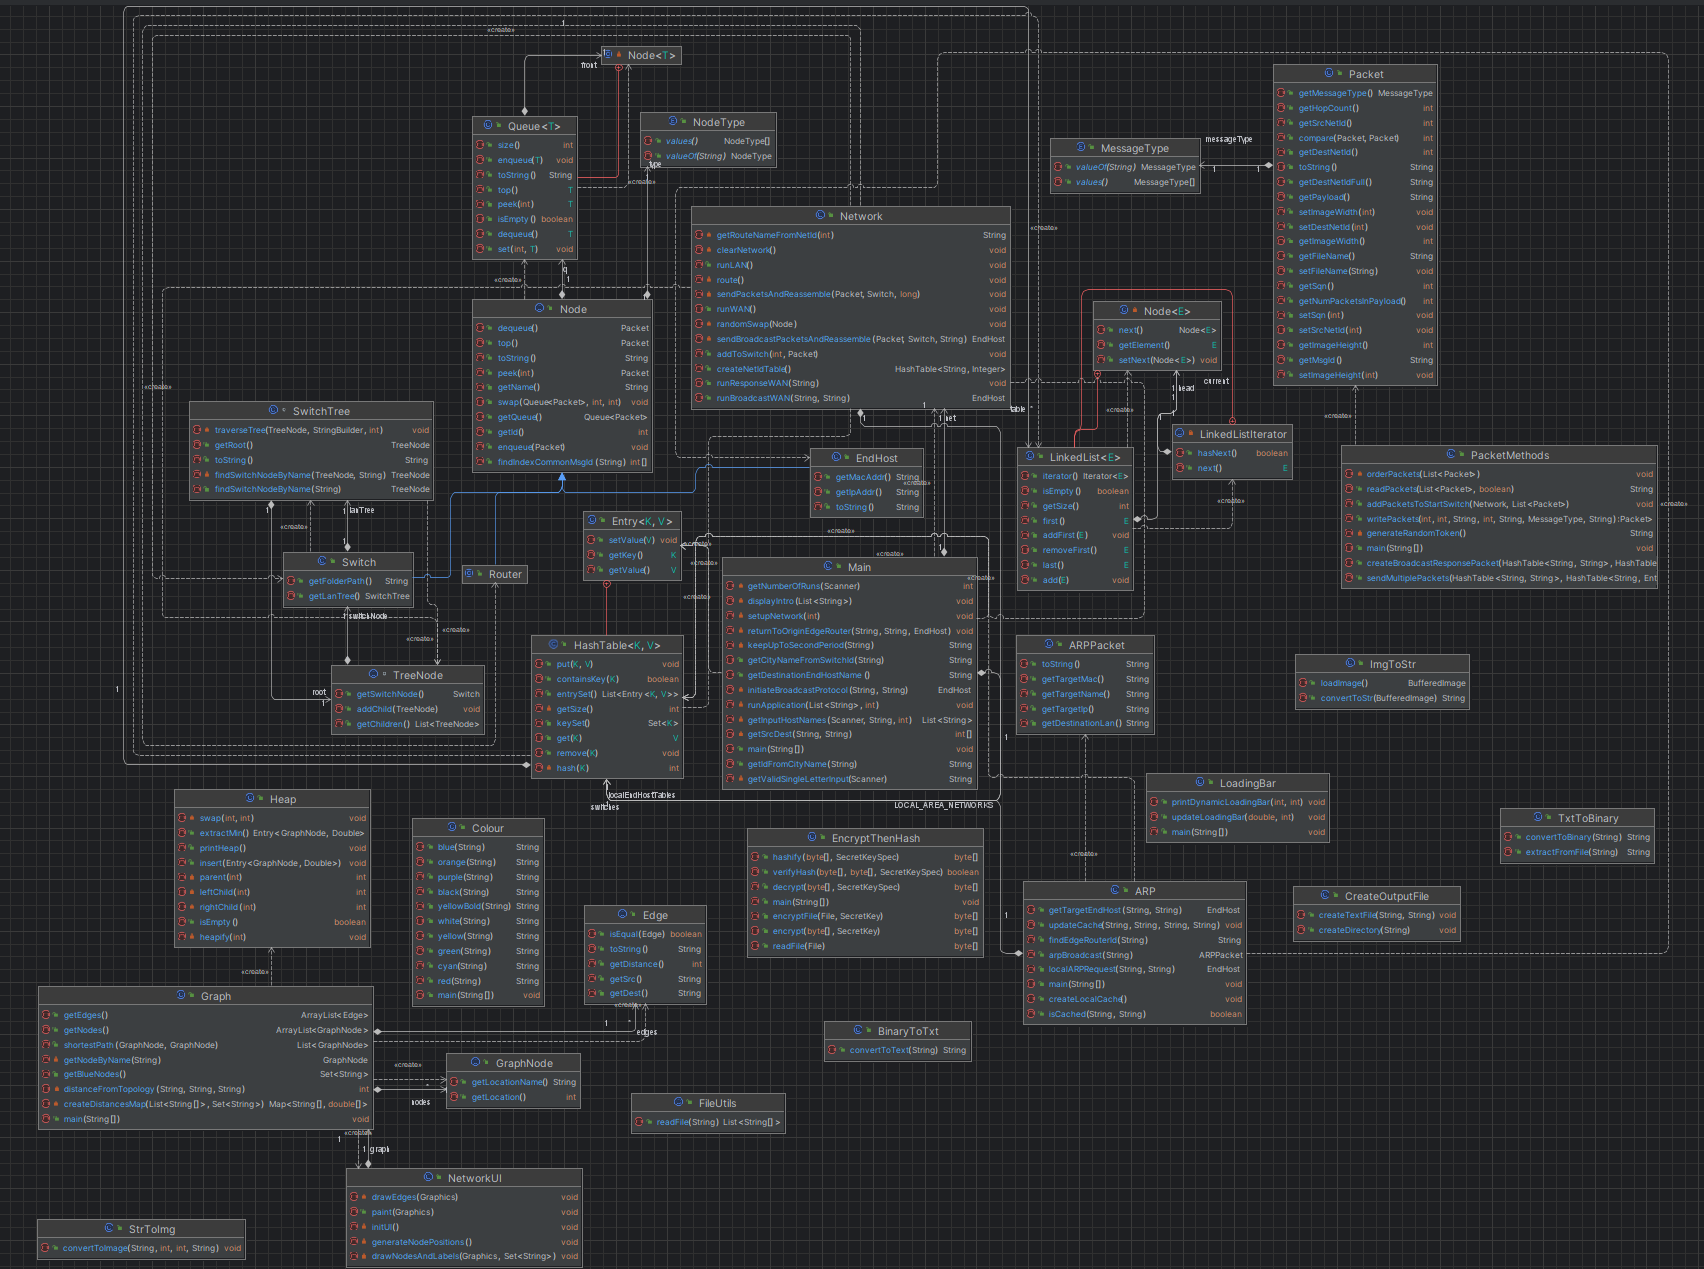 Node<T>
front
1
Queue<T>
size() int
enqueue(T) void
toString() String
top() T
peek(int) T
isEmpty() boolean
dequeue() T
set(int, T) void
NodeType
values() NodeType[]
valueOf(String) NodeType
type
«create»
MessageType
valueOf(String) MessageType
values() MessageType[]
messageType
1
1
Packet
getMessageType() MessageType
getHopCount() int
getSrcNetId() int
compare(Packet, Packet) int
getDestNetId() int
toString() String
getDestNetIdFull() String
getPayload() String
setImageWidth(int) void
setDestNetId(int) void
getImageWidth() int
getFileName() String
setFileName(String) void
getSqn() int
getNumPacketsInPayload() int
setSqn(int) void
setSrcNetId(int) void
getImageHeight() int
getMsgId() String
setImageHeight(int) void
Network
getRouteNameFromNetId(int) String
clearNetwork() void
runLAN() void
route() void
sendPacketsAndReassemble(Packet, Switch, long) void
runWAN() void
randomSwap(Node) void
sendBroadcastPacketsAndReassemble(Packet, Switch, String) EndHost
addToSwitch(int, Packet) void
createNetIdTable() HashTable<String, Integer>
runResponseWAN(String) void
runBroadcastWAN(String, String) EndHost
Node
dequeue() Packet
top() Packet
toString() String
peek(int) Packet
getName() String
swap(Queue<Packet>, int, int) void
getQueue() Queue<Packet>
getId() int
enqueue(Packet) void
findIndexCommonMsgId(String) int[]
Node<E>
next() Node<E>
getElement() E
setNext(Node<E>) void
head
current
LinkedListIterator
hasNext() boolean
next() E
LinkedList<E>
iterator() Iterator<E>
isEmpty() boolean
getSize() int
first() E
addFirst(E) void
removeFirst() E
last() E
add(E) void
SwitchTree
traverseTree(TreeNode, StringBuilder, int) void
getRoot() TreeNode
toString() String
findSwitchNodeByName(TreeNode, String) TreeNode
findSwitchNodeByName(String) TreeNode
lanTree
EndHost
getMacAddr() String
getIpAddr() String
toString() String
PacketMethods
orderPackets(List<Packet>) void
readPackets(List<Packet>, boolean) String
addPacketsToStartSwitch(Network, List<Packet>) void
writePackets(int, int, String, int, String, MessageType, String):Packet>
generateRandomToken() String
main(String[]) void
createBroadcastResponsePacket(HashTable<String, String>, HashTable
sendMultiplePackets(HashTable<String, String>, HashTable<String, Ent
Entry<K, V>
setValue(V) void
getKey() K
getValue() V
Switch
getFolderPath() String
getLanTree() SwitchTree
Router
switchNode
Main
getNumberOfRuns(Scanner) int
displayIntro(List<String>) void
setupNetwork(int) void
returnToOriginEdgeRouter(String, String, EndHost) void
keepUpToSecondPeriod(String) String
getCityNameFromSwitchId(String) String
getDestinationEndHostName() String
initiateBroadcastProtocol(String, String) EndHost
runApplication(List<String>, int) void
getInputHostNames(Scanner, String, int) List<String>
getSrcDest(String, String) int[]
main(String[]) void
getIdFromCityName(String) String
getValidSingleLetterInput(Scanner) String
HashTable<K, V>
put(K, V) void
containsKey(K) boolean
entrySet() List<Entry<K, V>>
getSize() int
keySet() Set<K>
get(K) V
remove(K) void
hash(K) int
TreeNode
getSwitchNode() Switch
addChild(TreeNode) void
getChildren() List<TreeNode>
root
1
ARPPacket
toString() String
getTargetMac() String
getTargetName() String
getTargetIp() String
getDestinationLan() String
ImgToStr
loadImage() BufferedImage
convertToStr(BufferedImage) String
localEndHostTables
switches
LOCAL_AREA_NETWORKS
LoadingBar
printDynamicLoadingBar(int, int) void
updateLoadingBar(double, int) void
main(String[]) void
TxtToBinary
convertToBinary(String) String
extractFromFile(String) String
Heap
swap(int, int) void
extractMin() Entry<GraphNode, Double>
printHeap() void
insert(Entry<GraphNode, Double>) void
parent(int) int
leftChild(int) int
rightChild(int) int
isEmpty() boolean
heapify(int) void
Colour
blue(String) String
orange(String) String
purple(String) String
black(String) String
yellowBold(String) String
white(String) String
yellow(String) String
green(String) String
cyan(String) String
red(String) String
main(String[]) void
EncryptThenHash
hashify(byte[], SecretKeySpec) byte[]
verifyHash(byte[], byte[], SecretKeySpec) boolean
decrypt(byte[], SecretKeySpec) byte[]
main(String[]) void
encryptFile(File, SecretKey) byte[]
encrypt(byte[], SecretKey) byte[]
readFile(File) byte[]
ARP
getTargetEndHost(String, String) EndHost
updateCache(String, String, String, String) void
findEdgeRouterId(String) String
arpBroadcast(String, String) ARPPacket
localARPRequest(String, String) EndHost
main(String[]) void
createLocalCache() void
isCached(String, String) boolean
CreateOutputFile
createTextFile(String, String) void
createDirectory(String) void
Edge
isEqual(Edge) boolean
toString() String
getDistance() int
getSrc() String
getDest() String
edges
Graph
getEdges() ArrayList<Edge>
getNodes() ArrayList<GraphNode>
shortestPath(GraphNode, GraphNode) List<GraphNode>
getNodeByName(String) GraphNode
getBlueNodes() Set<String>
distanceFromTopology(String, String, String) int
createDistancesMap(List<String[]>, Set<String>) Map<String[], double[]>
main(String[]) void
BinaryToTxt
convertToText(String) String
GraphNode
getLocationName() String
getLocation() int
nodes
FileUtils
readFile(String) List<String[]>
1 graph
NetworkUI
drawEdges(Graphics) void
paint(Graphics) void
initUI() void
generateNodePositions() void
drawNodesAndLabels(Graphics, Set<String>) void
StrToImg
convertToImage(String, int, int, String) void